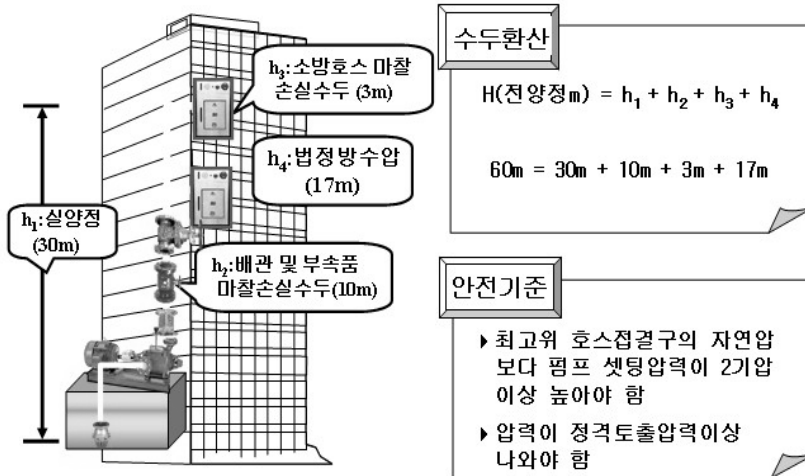 h₃:소방호스 마찰
손실수두 (3m)
h₄:법정방수압
(17m)
h₁:실양정
(30m)
h₂:배관 및 부속품
마찰손실수두(10m)
수두환산
H(전양정m) = h₁ + h₂ + h₃ + h₄
60m = 30m + 10m + 3m + 17m
안전기준
▶ 최고위 호스접결구의 자연압
보다 펌프 셋팅압력이 2기압
이상 높아야 함
▶ 압력이 정격토출압력이상
나와야 함